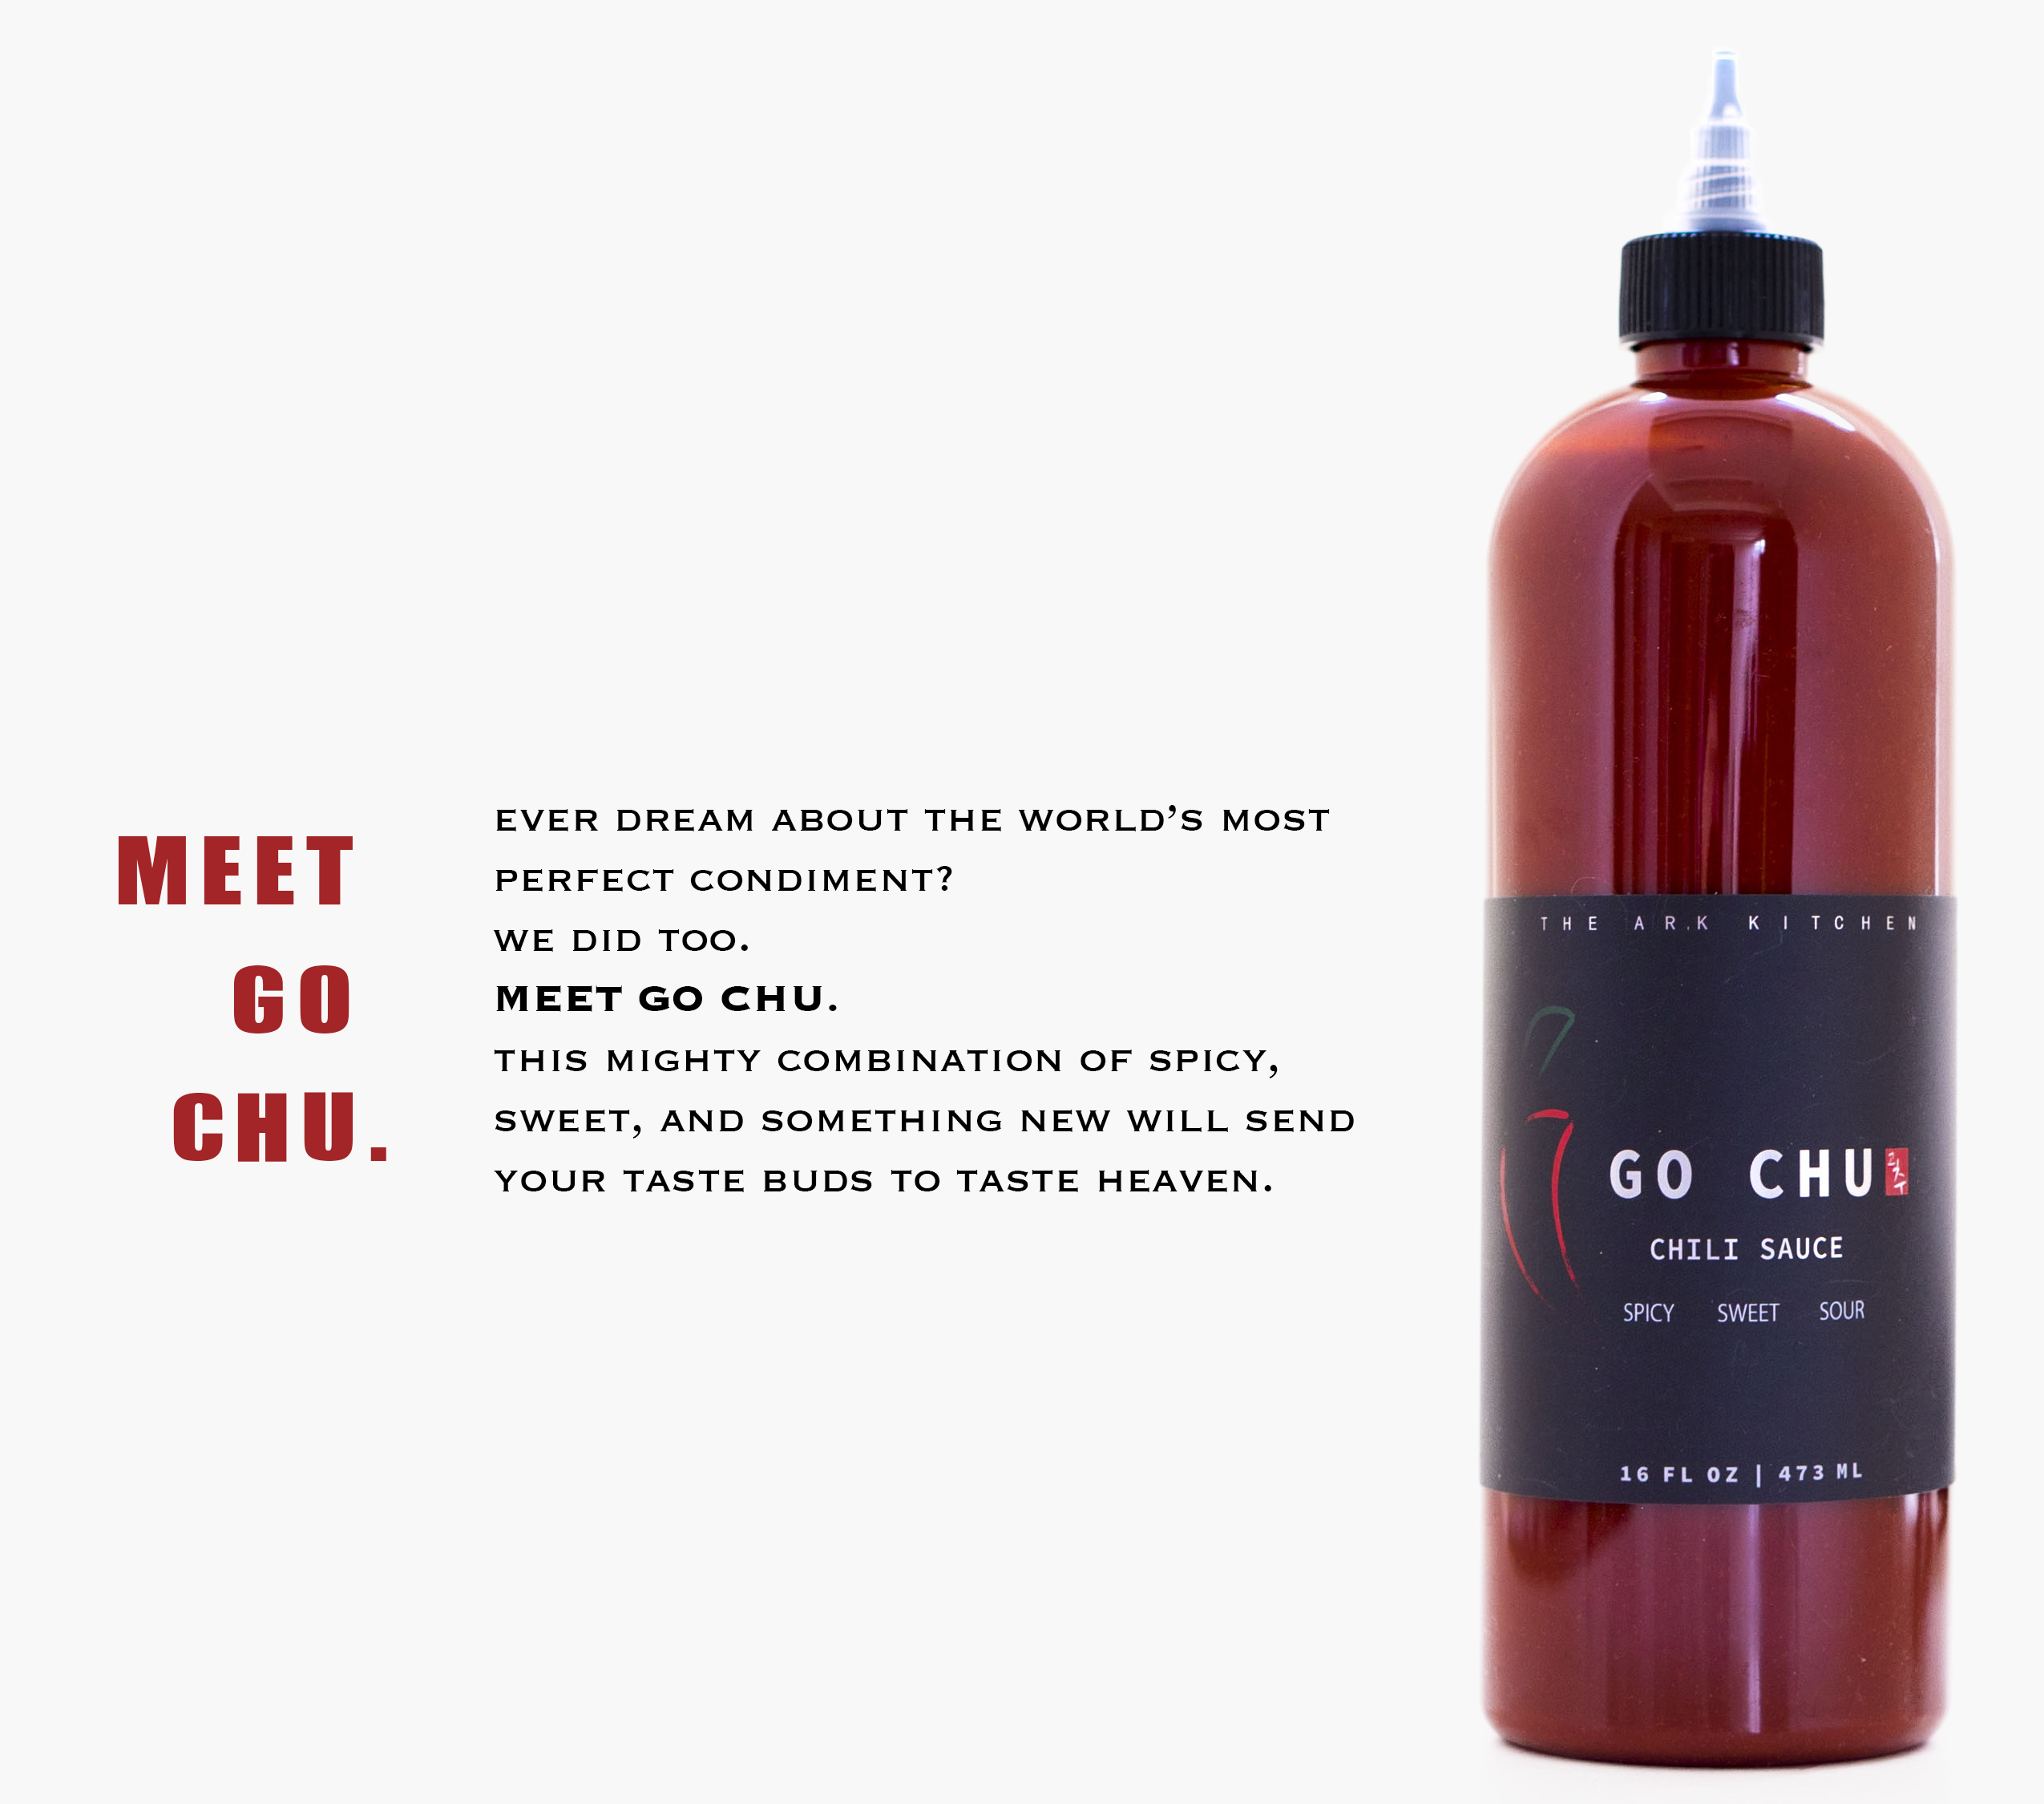 MEET
GO
CHU.
EVER DREAM ABOUT THE WORLD'S MOST
PERFECT CONDIMENT?
WE DID TOO.
MEET GO CHU.
THIS MIGHTY COMBINATION OF SPICY,
SWEET, AND SOMETHING NEW WILL SEND
YOUR TASTE BUDS TO TASTE HEAVEN.
THE ARK KITCHEN
GO CHU 고추
CHILI SAUCE
SPICY SWEET SOUR
16 FL OZ | 473 ML